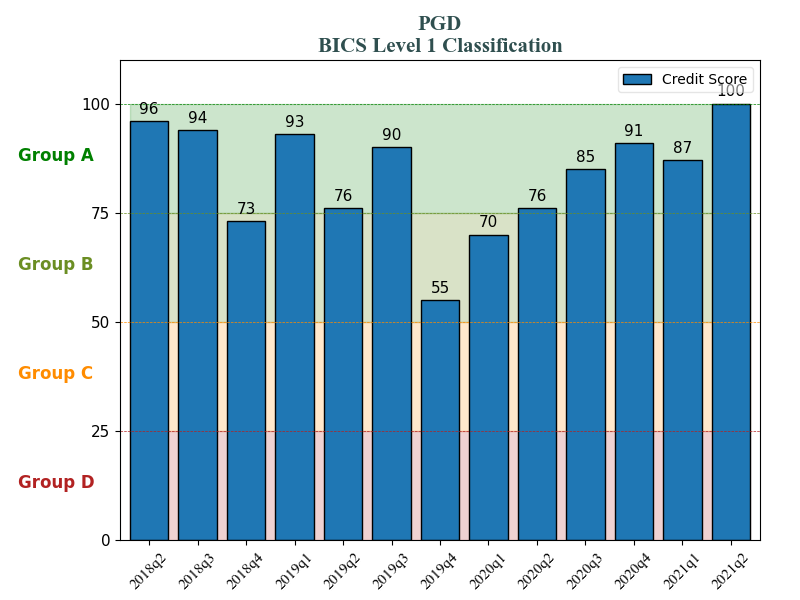 PGD
BICS Level 1 Classification
Credit Score
96
94
73
93
76
90
55
70
76
85
91
87
100
100
75
50
25
0
Group A
Group B
Group C
Group D
2018q2
2018q3
2018q4
2019q1
2019q2
2019q3
2019q4
2020q1
2020q2
2020q3
2020q4
2021q1
2021q2